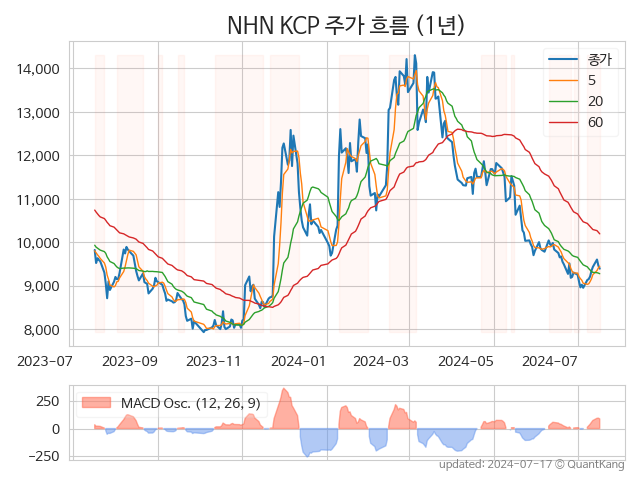 NHN KCP 주가 흐름 (1년)
종가
5
20
60
14,000
13,000
12,000
11,000
10,000
9,000
8,000
2023-07 2023-09 2023-11 2024-01 2024-03 2024-05 2024-07
MACD Osc. (12, 26, 9)
250
0
−250
updated: 2024-07-17 © QuantKang